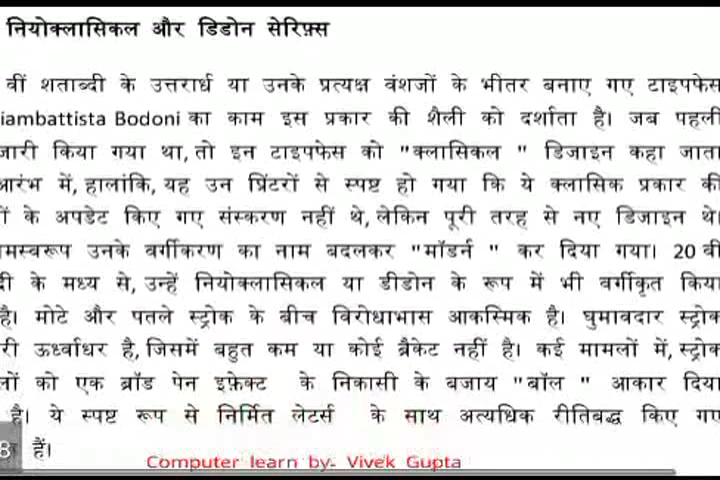 नियोक्लासिकल और डिडोन सेरिफ़्स
वीं शताब्दी के उत्तरार्ध या उनके प्रत्यक्ष वंशजों के भीतर बनाए गए टाइपफेस
iambattista Bodoni का काम इस प्रकार की शैली को दर्शाता है। जब पहली
जारी किया गया था, तो इन टाइपफेस को "क्लासिकल " डिजाइन कहा जाता
आरंभ में, हालांकि, यह उन प्रिंटरों से स्पष्ट हो गया कि ये क्लासिक प्रकार की
ं के अपडेट किए गए संस्करण नहीं थे, लेकिन पूरी तरह से नए डिजाइन थे।
मस्वरूप उनके वर्गीकरण का नाम बदलकर "मॉडर्न " कर दिया गया। 20 वी
दी के मध्य से, उन्हें नियोक्लासिकल या डीडोन के रूप में भी वर्गीकृत किया
है। मोटे और पतले स्ट्रोक के बीच विरोधाभास आकस्मिक है। घुमावदार स्ट्रोक
री ऊर्ध्वाधर है, जिसमें बहुत कम या कोई ब्रैकेट नहीं है। कई मामलों में, स्ट्रोक
लों को एक ब्रॉड पेन इफ़ेक्ट के निकासी के बजाय "बॉल " आकार दिया
है। ये स्पष्ट रूप से निर्मित लेटर्स के साथ अत्यधिक रीतिबद्ध किए गए
8 हैं।
Computer learn by- Vivek Gupta